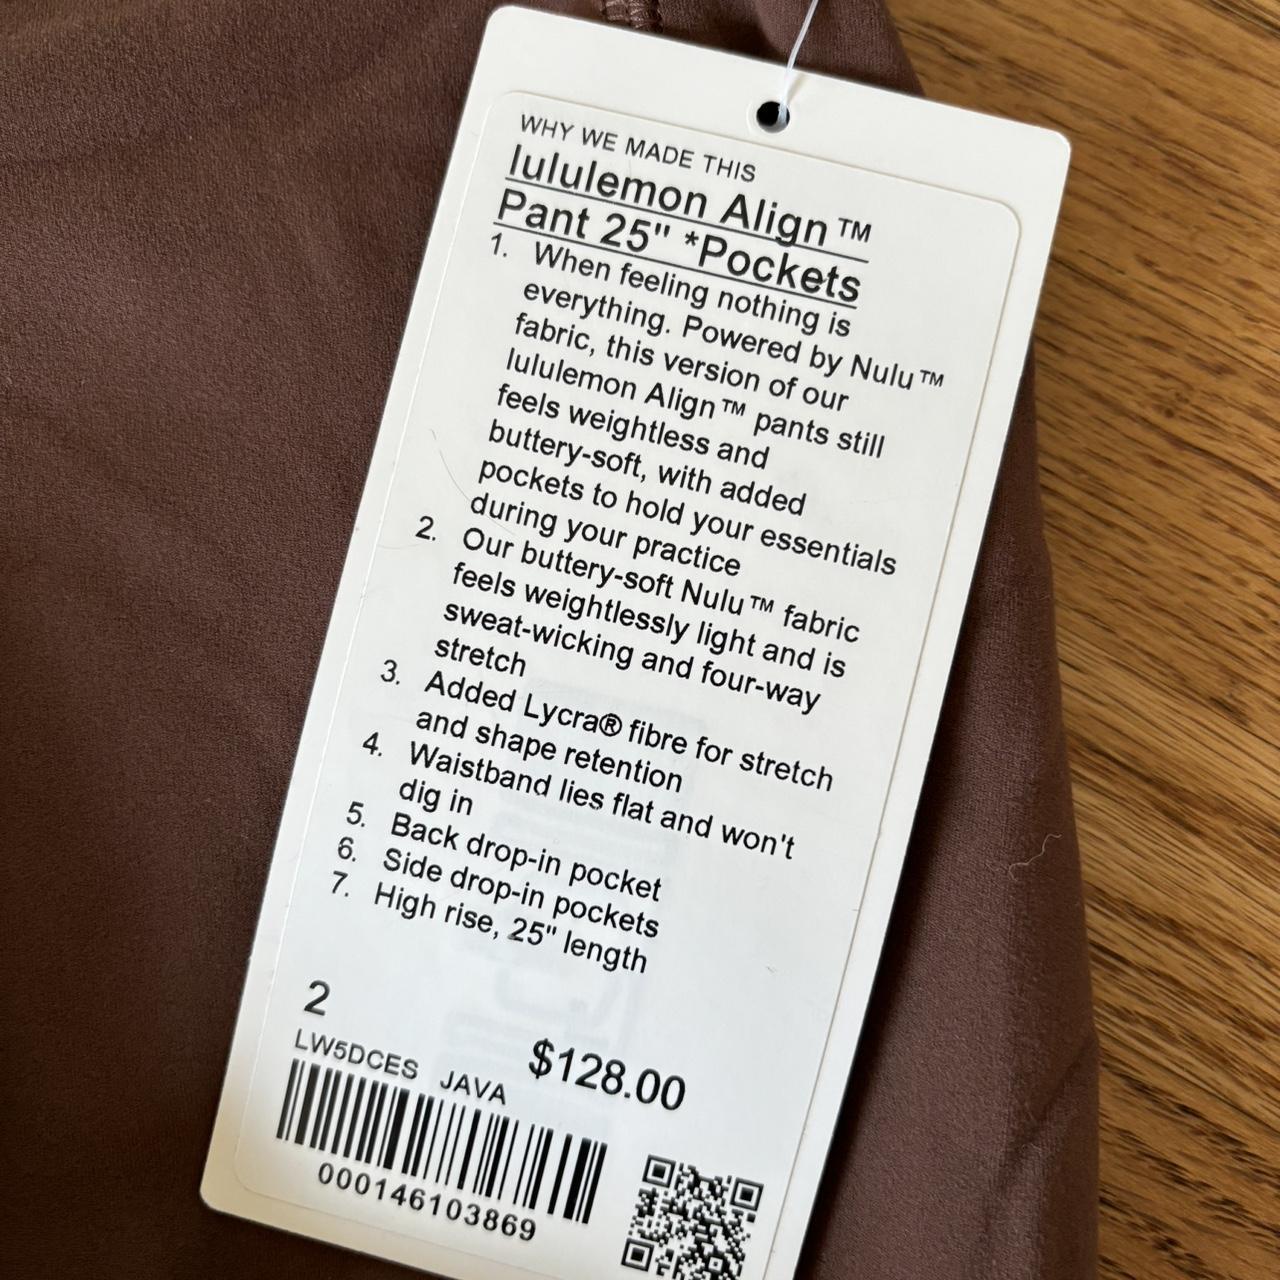 WHY WE MADE THIS
lululemon Align™
Pant 25" *Pockets
1. When feeling nothing is
everything. Powered by Nulu™
fabric, this version of our
lululemon Align™ pants still
feels weightless and
buttery-soft, with added
pockets to hold your essentials
during your practice
2. Our buttery-soft Nulu™ fabric
feels weightlessly light and is
sweat-wicking and four-way
stretch
3. Added Lycra® fibre for stretch
and shape retention
4. Waistband lies flat and won't
dig in
5. Back drop-in pocket
6. Side drop-in pockets
7. High rise, 25" length
2
LW5DCES JAVA $128.00
000146103869